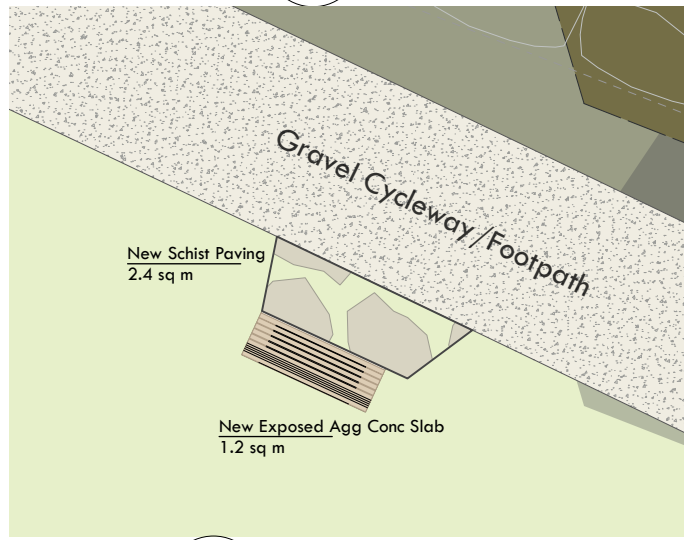 Gravel Cycleway/Footpath
New Schist Paving
2.4 sq m
New Exposed Agg Conc Slab
1.2 sq m